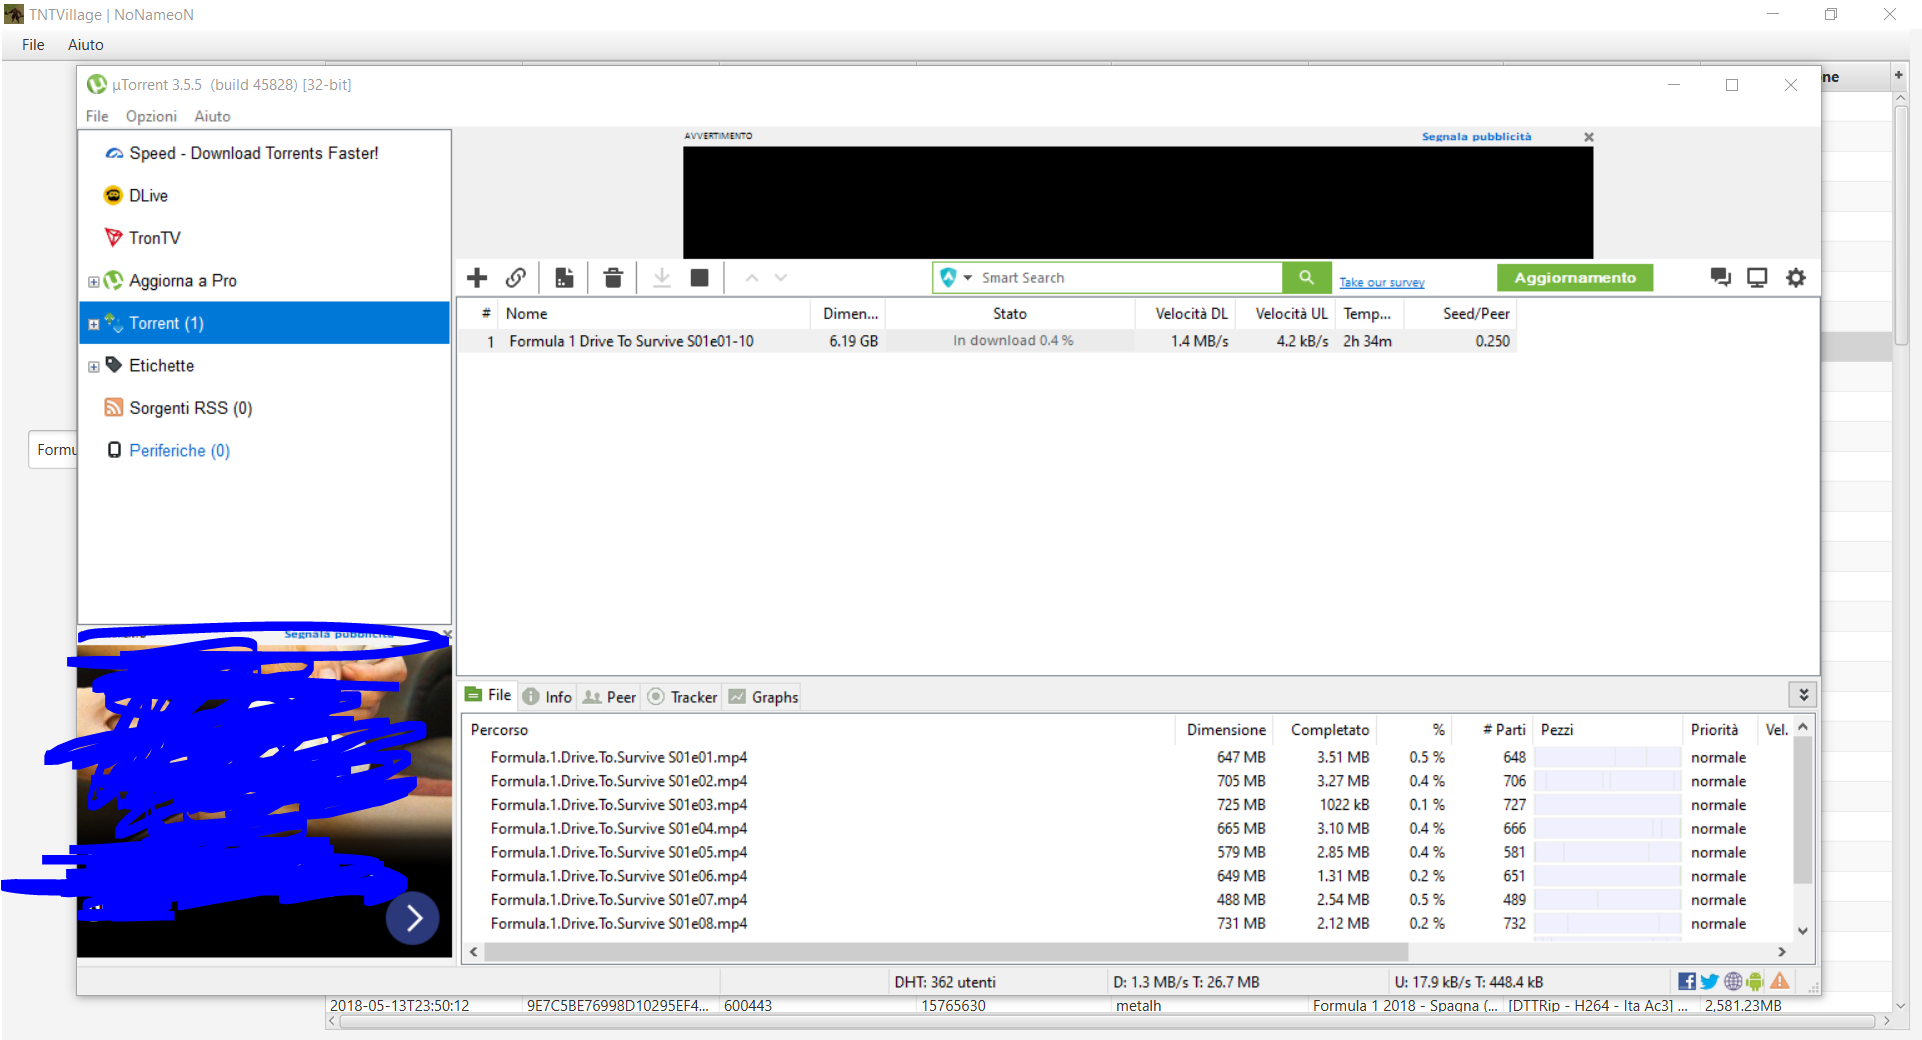 TNTVillage | NoNameoN
File Aiuto
ne +
µTorrent 3.5.5 (build 45828) [32-bit]
File Opzioni Aiuto
Speed - Download Torrents Faster!
DLive
TronTV
Aggiorna a Pro
Torrent (1)
Etichette
Sorgenti RSS (0)
Periferiche (0)
Formu
Segnala pubblicità
AVVERTIMENTO Segnala pubblicità
Smart Search Take our survey Aggiornamento
# Nome Dimen... Stato Velocità DL Velocità UL Temp... Seed/Peer
1 Formula 1 Drive To Survive S01e01-10 6.19 GB In download 0.4 % 1.4 MB/s 4.2 kB/s 2h 34m 0.250
File Info Peer Tracker Graphs
Percorso Dimensione Completato % # Parti Pezzi Priorità Vel.
Formula.1.Drive.To.Survive S01e01.mp4 647 MB 3.51 MB 0.5 % 648 normale
Formula.1.Drive.To.Survive S01e02.mp4 705 MB 3.27 MB 0.4 % 706 normale
Formula.1.Drive.To.Survive S01e03.mp4 725 MB 1022 kB 0.1 % 727 normale
Formula.1.Drive.To.Survive S01e04.mp4 665 MB 3.10 MB 0.4 % 666 normale
Formula.1.Drive.To.Survive S01e05.mp4 579 MB 2.85 MB 0.4 % 581 normale
Formula.1.Drive.To.Survive S01e06.mp4 649 MB 1.31 MB 0.2 % 651 normale
Formula.1.Drive.To.Survive S01e07.mp4 488 MB 2.54 MB 0.5 % 489 normale
Formula.1.Drive.To.Survive S01e08.mp4 731 MB 2.12 MB 0.2 % 732 normale
DHT: 362 utenti D: 1.3 MB/s T: 26.7 MB U: 17.9 kB/s T: 448.4 kB
2018-05-13T23:50:12 9E7C5BE76998D10295EF4... 600443 15765630 metalh Formula 1 2018 - Spagna (... [DTTRip - H264 - Ita Ac3] ... 2,581.23MB